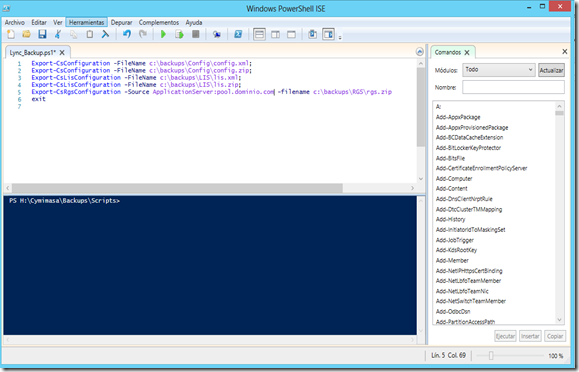 Windows PowerShell ISE
Archivo Editar Ver Herramientas Depurar Complementos Ayuda
Lync_Backup.ps1* X
1 Export-CsConfiguration -FileName c:\backups\Config\config.xml;
2 Export-CsConfiguration -FileName c:\backups\Config\config.zip;
3 Export-CsLisConfiguration -FileName c:\backups\LIS\lis.xml;
4 Export-CsLisConfiguration -FileName c:\backups\LIS\lis.zip;
5 Export-CsRgsConfiguration -Source ApplicationServer:pool.dominio.com -filename c:\backups\RGS\rgs.zip
6 exit
7
PS H:\Cymimasa\Backups\Scripts>
Comandos X
Módulos: Todo Actualizar
Nombre:
A:
Add-AppxPackage
Add-AppxProvisionedPackage
Add-BCDataCacheExtension
Add-BitLockerKeyProtector
Add-BitsFile
Add-CertificateEnrollmentPolicyServer
Add-Computer
Add-Content
Add-DnsClientNrptRule
Add-DtcClusterTMMapping
Add-History
Add-InitiatorIdToMaskingSet
Add-JobTrigger
Add-KdsRootKey
Add-Member
Add-NetIPHttpsCertBinding
Add-NetLbfoTeamMember
Add-NetLbfoTeamNic
Add-NetSwitchTeamMember
Add-OdbcDsn
Add-PartitionAccessPath
Ejecutar Insertar Copiar
Lín. 5 Col. 69 100 %